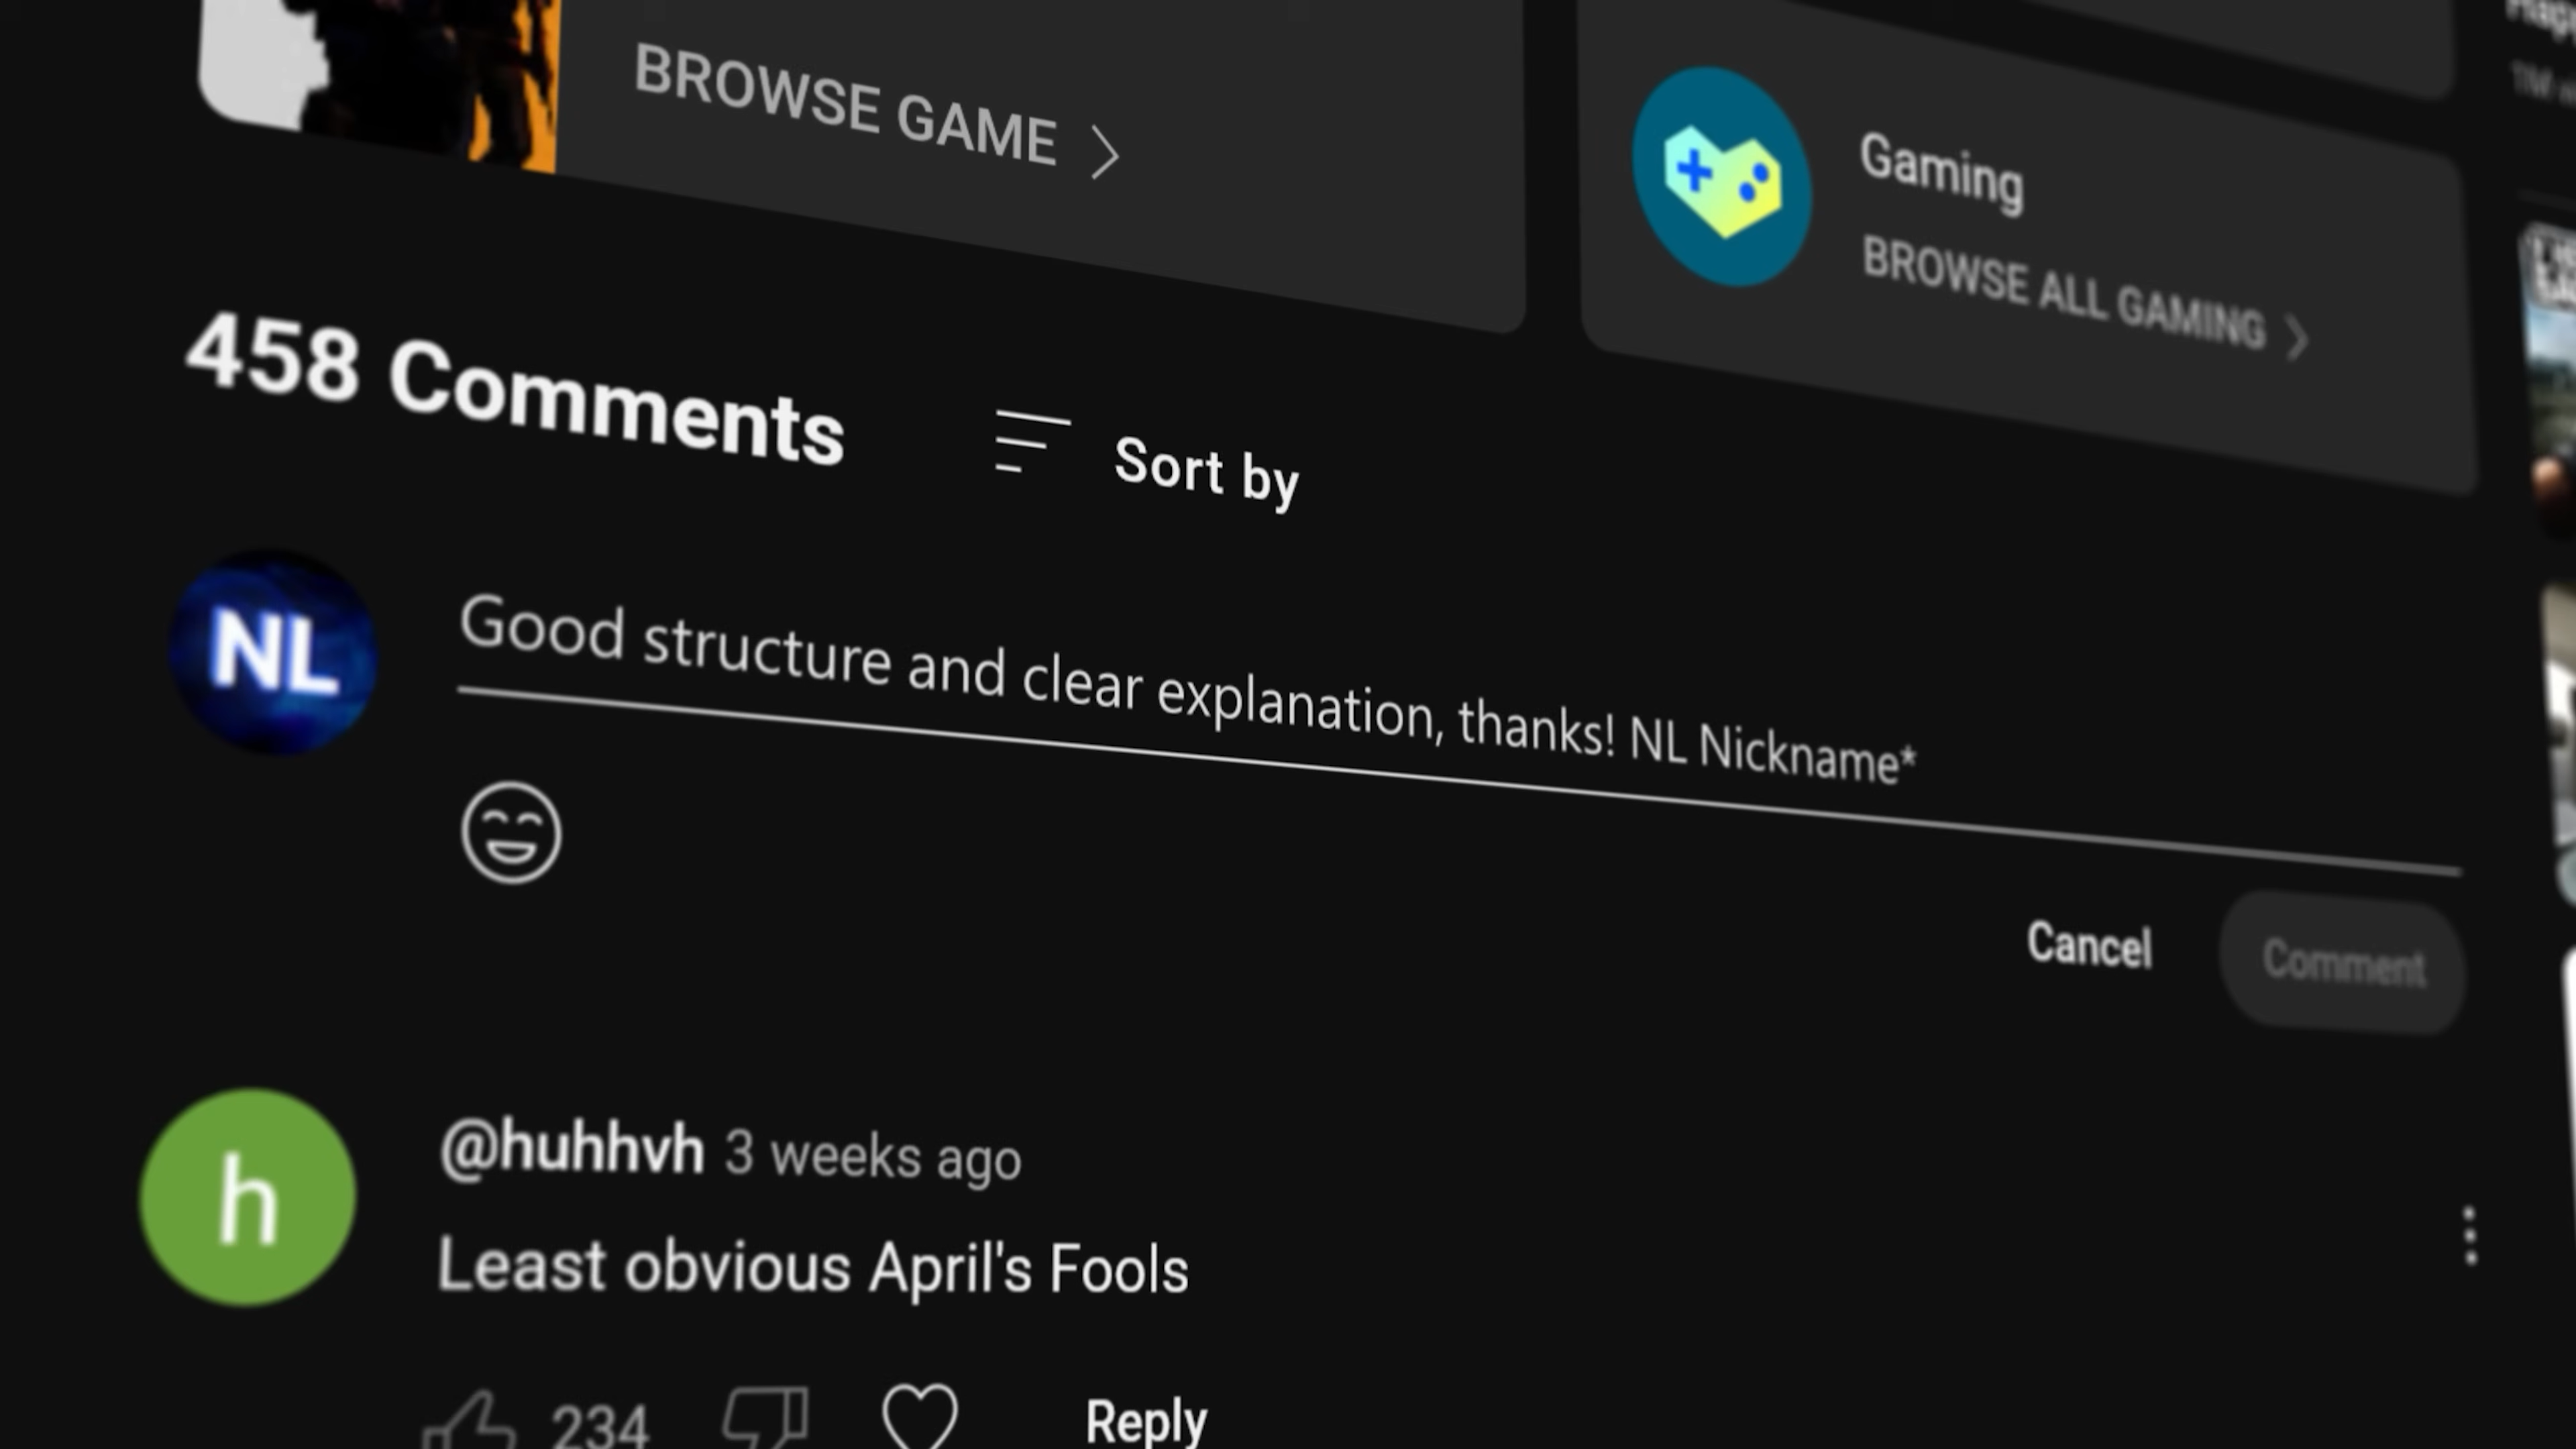 BROWSE GAME
Gaming
BROWSE ALL GAMING
458 Comments
Sort by
NL
Good structure and clear explanation, thanks! NL Nickname*
Cancel
Comment
h
@huhhvh 3 weeks ago
Least obvious April's Fools
234
Reply